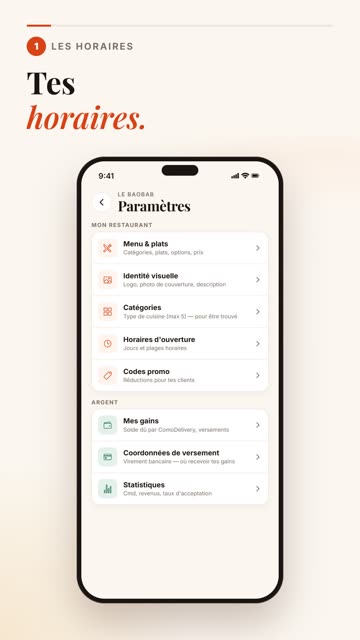 1 LES HORAIRES
Tes
horaires.
9:41
LE BAOBAB
Paramètres
MON RESTAURANT
Menu & plats
Catégories, plats, options, prix
Identité visuelle
Logo, photo de couverture, description
Catégories
Type de cuisine (max 5) — pour être trouvé
Horaires d'ouverture
Jours et plages horaires
Codes promo
Réductions pour tes clients
ARGENT
Mes gains
Solde dû par ComoDelivery, versements
Coordonnées de versement
Virement bancaire — où recevoir tes gains
Statistiques
Cmd, revenus, taux d'acceptation